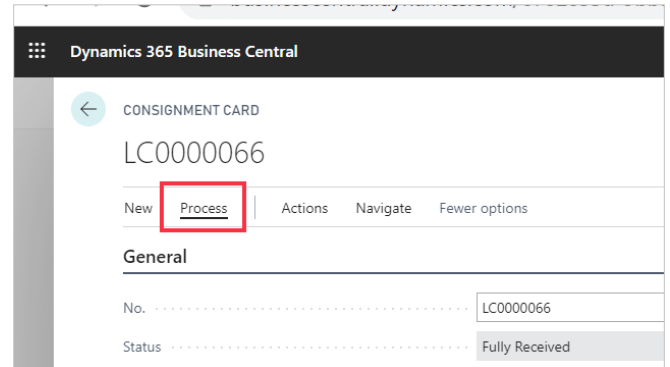 Dynamics 365 Business Central
CONSIGNMENT CARD
LC0000066
New Process Actions Navigate Fewer options
General
No. LC0000066
Status Fully Received